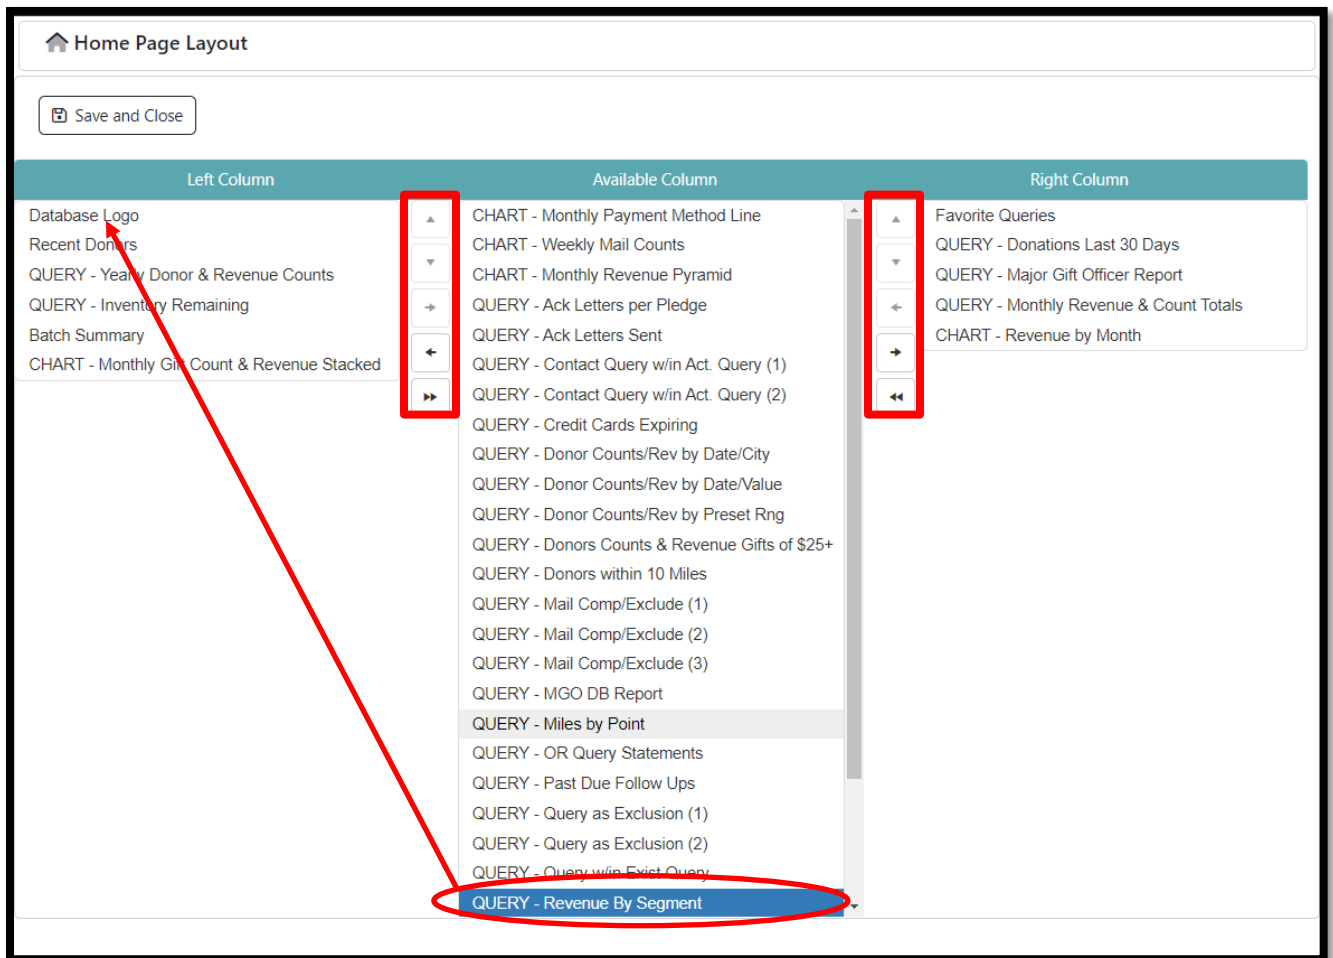 Home Page Layout
Save and Close
Left Column
Available Column
Right Column
Database Logo
Recent Donors
QUERY - Yearly Donor & Revenue Counts
QUERY - Inventory Remaining
Batch Summary
CHART - Monthly Gift Count & Revenue Stacked
CHART - Monthly Payment Method Line
CHART - Weekly Mail Counts
CHART - Monthly Revenue Pyramid
QUERY - Ack Letters per Pledge
QUERY - Ack Letters Sent
QUERY - Contact Query w/in Act. Query (1)
QUERY - Contact Query w/in Act. Query (2)
QUERY - Credit Cards Expiring
QUERY - Donor Counts/Rev by Date/City
QUERY - Donor Counts/Rev by Date/Value
QUERY - Donor Counts/Rev by Preset Rng
QUERY - Donors Counts & Revenue Gifts of $25+
QUERY - Donors within 10 Miles
QUERY - Mail Comp/Exclude (1)
QUERY - Mail Comp/Exclude (2)
QUERY - Mail Comp/Exclude (3)
QUERY - MGO DB Report
QUERY - Miles by Point
QUERY - OR Query Statements
QUERY - Past Due Follow Ups
QUERY - Query as Exclusion (1)
QUERY - Query as Exclusion (2)
QUERY - Query w/in Exist Query
QUERY - Revenue By Segment
Favorite Queries
QUERY - Donations Last 30 Days
QUERY - Major Gift Officer Report
QUERY - Monthly Revenue & Count Totals
CHART - Revenue by Month